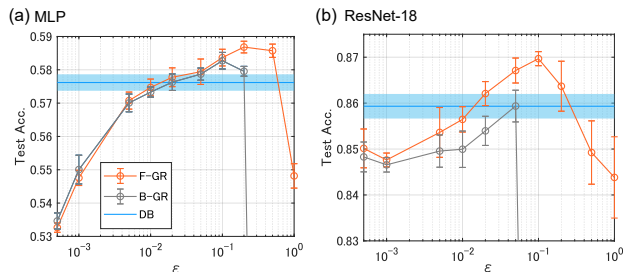 (a) MLP
0.59
0.58
0.57
0.56
0.55
0.54
0.53
Test Acc.
F-GR
B-GR
DB
10⁻³
10⁻²
10⁻¹
10⁰
ε
(b) ResNet-18
0.87
0.86
0.85
0.84
0.83
Test Acc.
10⁻³
10⁻²
10⁻¹
10⁰
ε